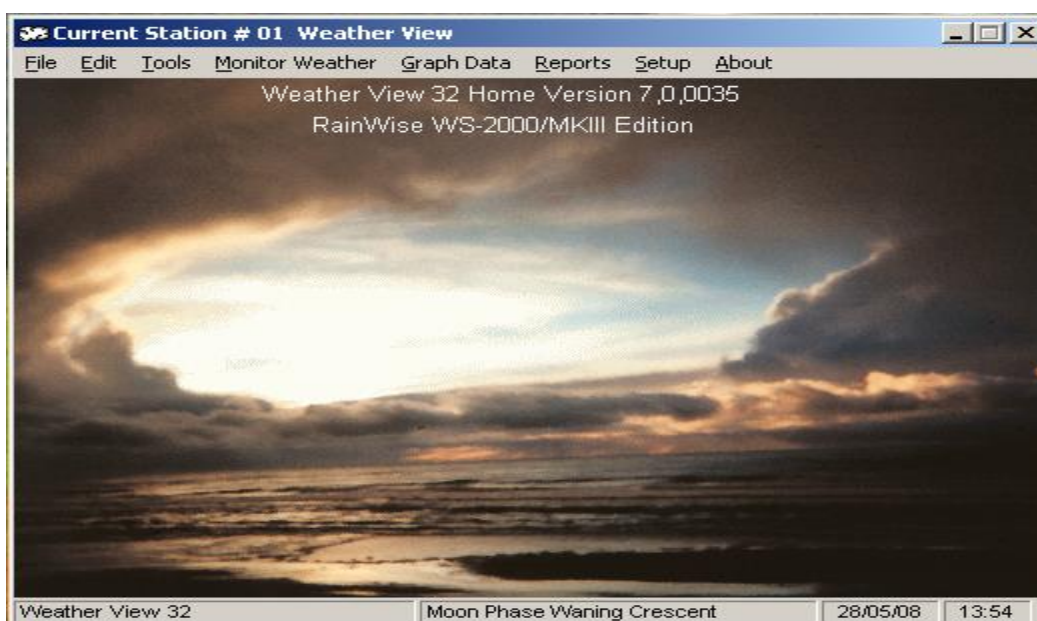 Current Station # 01 Weather View
File Edit Tools Monitor Weather Graph Data Reports Setup About
Weather View 32 Home Version 7,0,0035
RainWise WS-2000/MKIII Edition
Weather View 32 Moon Phase Waning Crescent 28/05/08 13:54